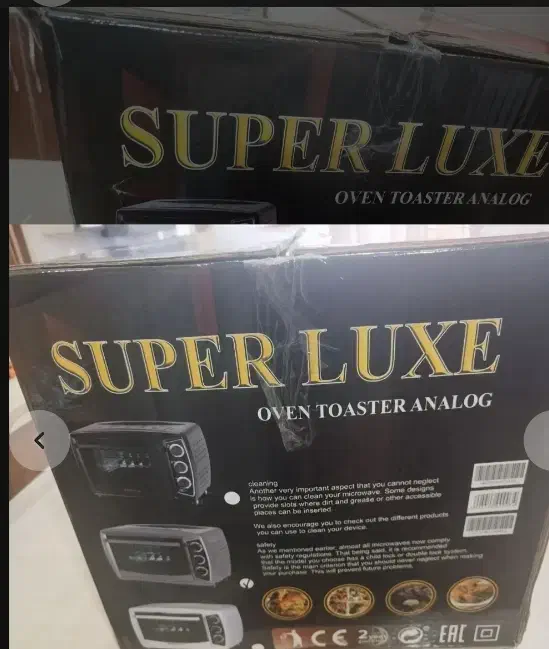 SUPER LUXE
OVEN TOASTER ANALOG
SUPER LUXE
OVEN TOASTER ANALOG
cleaning
Another very important aspect that you cannot neglect
is how you can clean your microwave. Some designs
provide slots where dirt and grease or other accessible
pieces can be inserted
We also encourage you to check out the different products
you can use to clean your device.
safety
As we mentioned earlier, almost all microwaves now comply
with safety regulations. That being said, it is recommended
that the model you choose has a child lock or double lock system.
Safety is the main criterion that you should never neglect when making
your purchase. This will prevent future problems.
CE 2 EAC